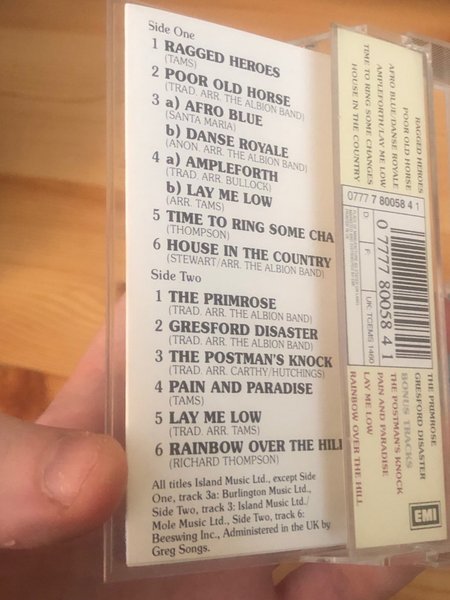 Side One
1 RAGGED HEROES
(TAMS)
2 POOR OLD HORSE
(TRAD. ARR. THE ALBION BAND)
3 a) AFRO BLUE
(SANTA MARIA)
b) DANSE ROYALE
(ANON. ARR. THE ALBION BAND)
4 a) AMPLEFORTH
(TRAD. ARR. BULLOCK)
b) LAY ME LOW
(ARR. TAMS)
5 TIME TO RING SOME CHA
(THOMPSON)
6 HOUSE IN THE COUNTRY
(STEWART/ARR. THE ALBION BAND)
Side Two
1 THE PRIMROSE
(TRAD. ARR. THE ALBION BAND)
2 GRESFORD DISASTER
(TRAD. ARR. THE ALBION BAND)
3 THE POSTMAN'S KNOCK
(TRAD. ARR. CARTHY/HUTCHINGS)
4 PAIN AND PARADISE
(TAMS)
5 LAY ME LOW
(TRAD. ARR. TAMS)
6 RAINBOW OVER THE HILL
(RICHARD THOMPSON)
All titles Island Music Ltd., except Side
One, track 3a: Burlington Music Ltd.,
Side Two, track 3: Island Music Ltd./
Mole Music Ltd., Side Two, track 6:
Beeswing Inc., Administered in the UK by
Greg Songs.
RAGGED HEROES
POOR OLD HORSE
AFRO BLUE/DANSE ROYALE
AMPLEFORTH/LAY ME LOW
TIME TO RING SOME CHANGES
HOUSE IN THE COUNTRY
0777 7 80058 4 1
D:
F:
UK: TCEMS 1460
0 77778 00584 1
THE PRIMROSE
GRESFORD DISASTER
BONUS TRACKS
THE POSTMAN'S KNOCK
PAIN AND PARADISE
LAY ME LOW
RAINBOW OVER THE HILL
EMI